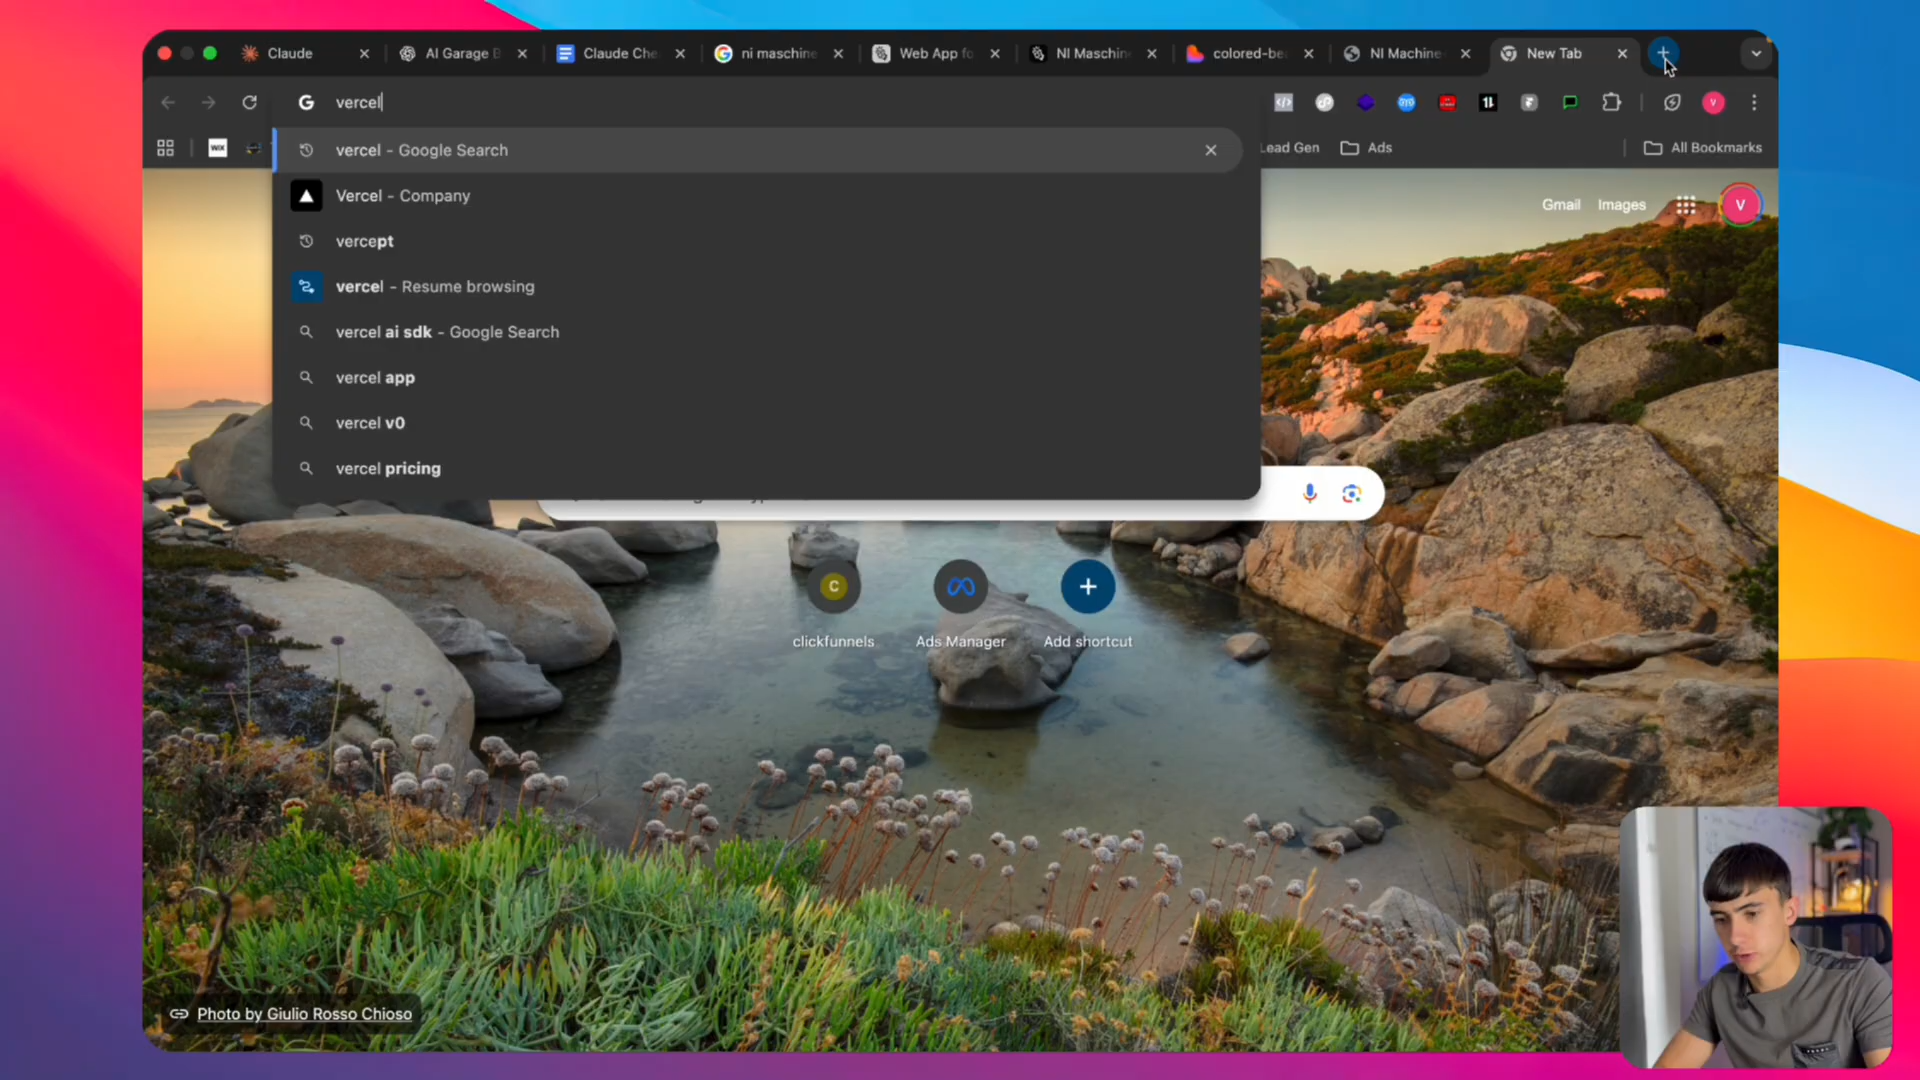 Claude
AI Garage B
Claude Che
ni maschine
Web App fo
NI Maschin
colored-be
NI Machine
New Tab
vercel
WIX
Lead Gen
Ads
All Bookmarks
vercel - Google Search
Vercel - Company
vercept
vercel - Resume browsing
vercel ai sdk - Google Search
vercel app
vercel v0
vercel pricing
Gmail
Images
V
V
C
clickfunnels
Ads Manager
Add shortcut
Photo by Giulio Rosso Chioso